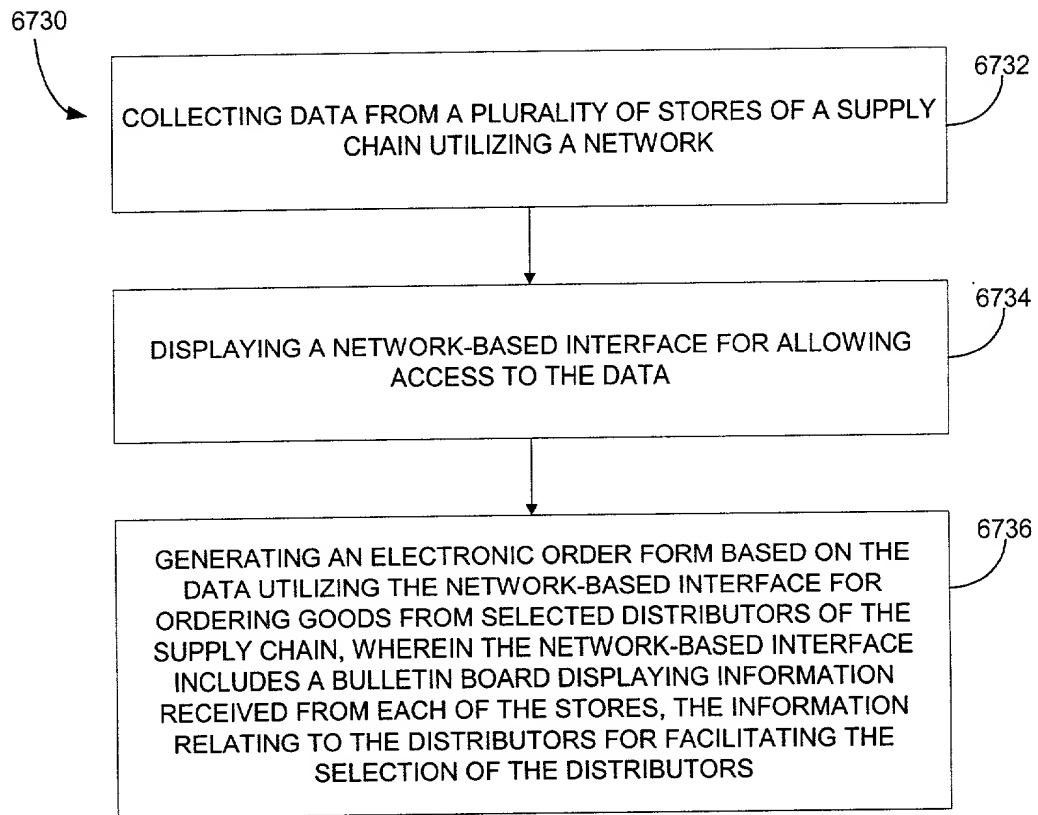 6730
6732
COLLECTING DATA FROM A PLURALITY OF STORES OF A SUPPLY
CHAIN UTILIZING A NETWORK
6734
DISPLAYING A NETWORK-BASED INTERFACE FOR ALLOWING
ACCESS TO THE DATA
6736
GENERATING AN ELECTRONIC ORDER FORM BASED ON THE
DATA UTILIZING THE NETWORK-BASED INTERFACE FOR
ORDERING GOODS FROM SELECTED DISTRIBUTORS OF THE
SUPPLY CHAIN, WHEREIN THE NETWORK-BASED INTERFACE
INCLUDES A BULLETIN BOARD DISPLAYING INFORMATION
RECEIVED FROM EACH OF THE STORES, THE INFORMATION
RELATING TO THE DISTRIBUTORS FOR FACILITATING THE
SELECTION OF THE DISTRIBUTORS